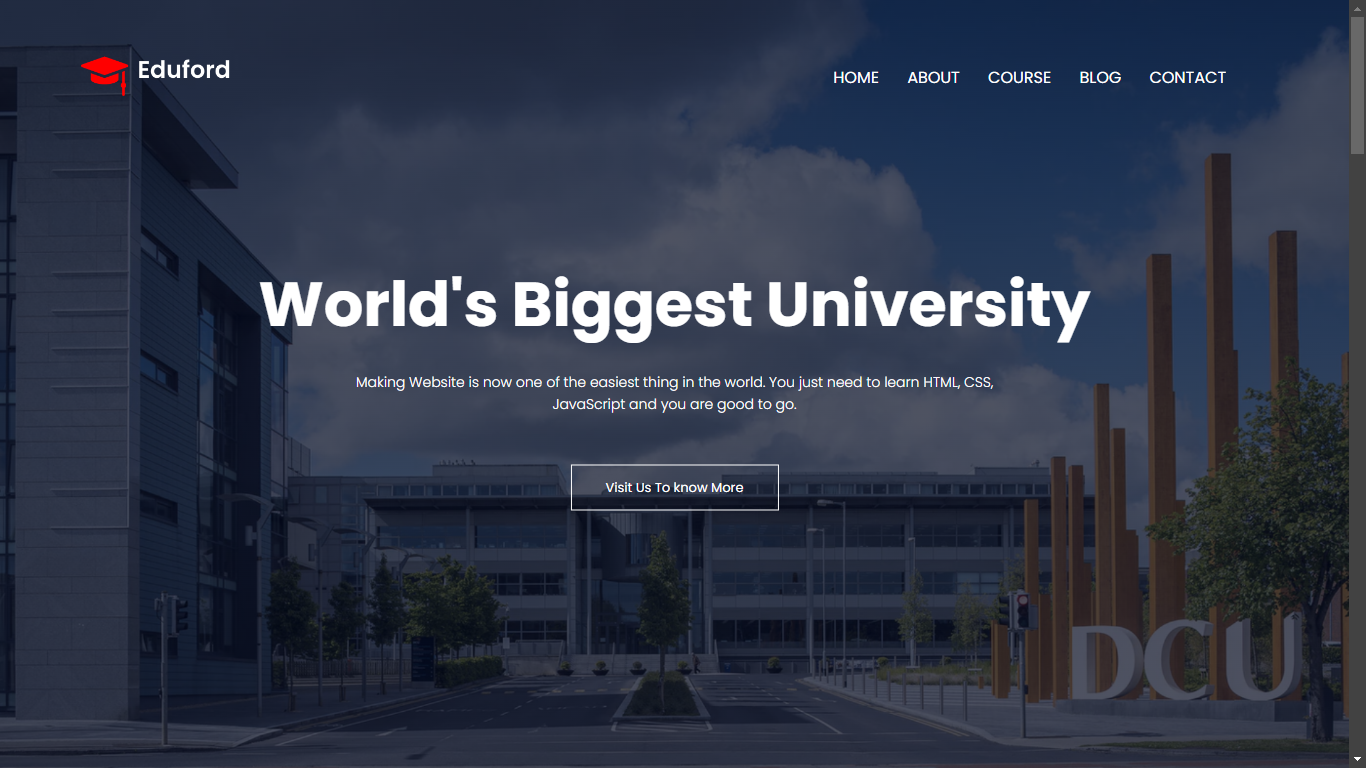 Eduford
HOME ABOUT COURSE BLOG CONTACT
World's Biggest University
Making Website is now one of the easiest thing in the world. You just need to learn HTML, CSS,
JavaScript and you are good to go.
Visit Us To know More
DCU